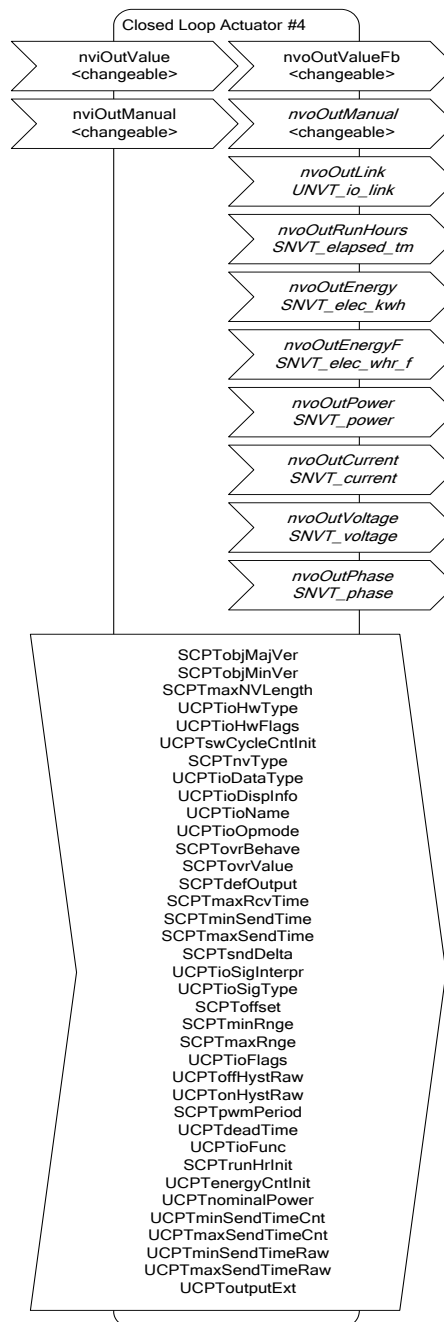 Closed Loop Actuator #4
nviOutValue
<changeable>
nvoOutValueFb
<changeable>
nviOutManual
<changeable>
nvoOutManual
<changeable>
nvoOutLink
UNVT_io_link
nvoOutRunHours
SNVT_elapsed_tm
nvoOutEnergy
SNVT_elec_kwh
nvoOutEnergyF
SNVT_elec_whr_f
nvoOutPower
SNVT_power
nvoOutCurrent
SNVT_current
nvoOutVoltage
SNVT_voltage
nvoOutPhase
SNVT_phase
SCPTobjMajVer
SCPTobjMinVer
SCPTmaxNVLength
UCPTioHwType
UCPTioHwFlags
UCPTswCycleCntInit
SCPTnvType
UCPTioDataType
UCPTioDispInfo
UCPTioName
UCPTioOpmode
SCPTovrBehave
SCPTovrValue
SCPTdefOutput
SCPTmaxRcvTime
SCPTminSendTime
SCPTmaxSendTime
SCPTsndDelta
UCPTioSigInterpr
UCPTioSigType
SCPToffset
SCPTminRnge
SCPTmaxRnge
UCPTioFlags
UCPToffHystRaw
UCPTonHystRaw
SCPTpwmPeriod
UCPTdeadTime
UCPTioFunc
SCPTrunHrInit
UCPTenergyCntInit
UCPTnominalPower
UCPTminSendTimeCnt
UCPTmaxSendTimeCnt
UCPTminSendTimeRaw
UCPTmaxSendTimeRaw
UCPToutputExt